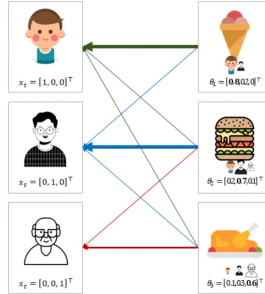 x_t = [1, 0, 0]^⊤
θ_1 = [0.8,0.2,0]^⊤
x_t = [0, 1, 0]^⊤
θ_2 = [0.2,0.7,0.1]^⊤
x_t = [0, 0, 1]^⊤
θ_3 = [0.1,0.3,0.6]^⊤